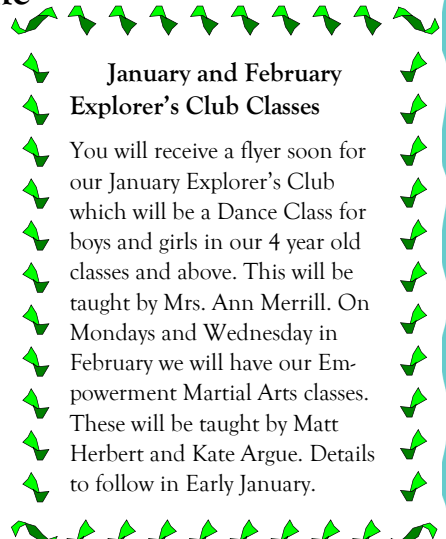 January and February
Explorer's Club Classes
You will receive a flyer soon for
our January Explorer's Club
which will be a Dance Class for
boys and girls in our 4 year old
classes and above. This will be
taught by Mrs. Ann Merrill. On
Mondays and Wednesday in
February we will have our Em-
powerment Martial Arts classes.
These will be taught by Matt
Herbert and Kate Argue. Details
to follow in Early January.